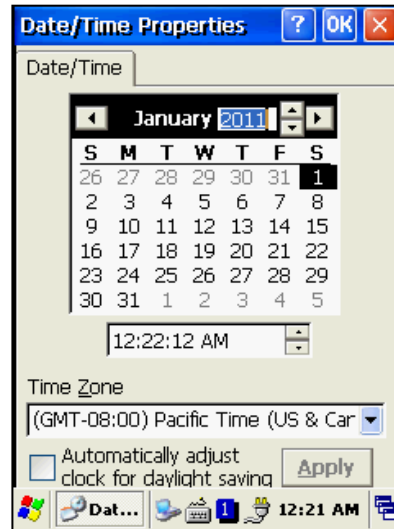 Date/Time Properties ? OK ×
Date/Time
January 2011
S M T W T F S
26 27 28 29 30 31 1
2 3 4 5 6 7 8
9 10 11 12 13 14 15
16 17 18 19 20 21 22
23 24 25 26 27 28 29
30 31 1 2 3 4 5
12:22:12 AM
Time Zone
(GMT-08:00) Pacific Time (US & Car
Automatically adjust
clock for daylight saving
Apply
Dat... 1 12:21 AM